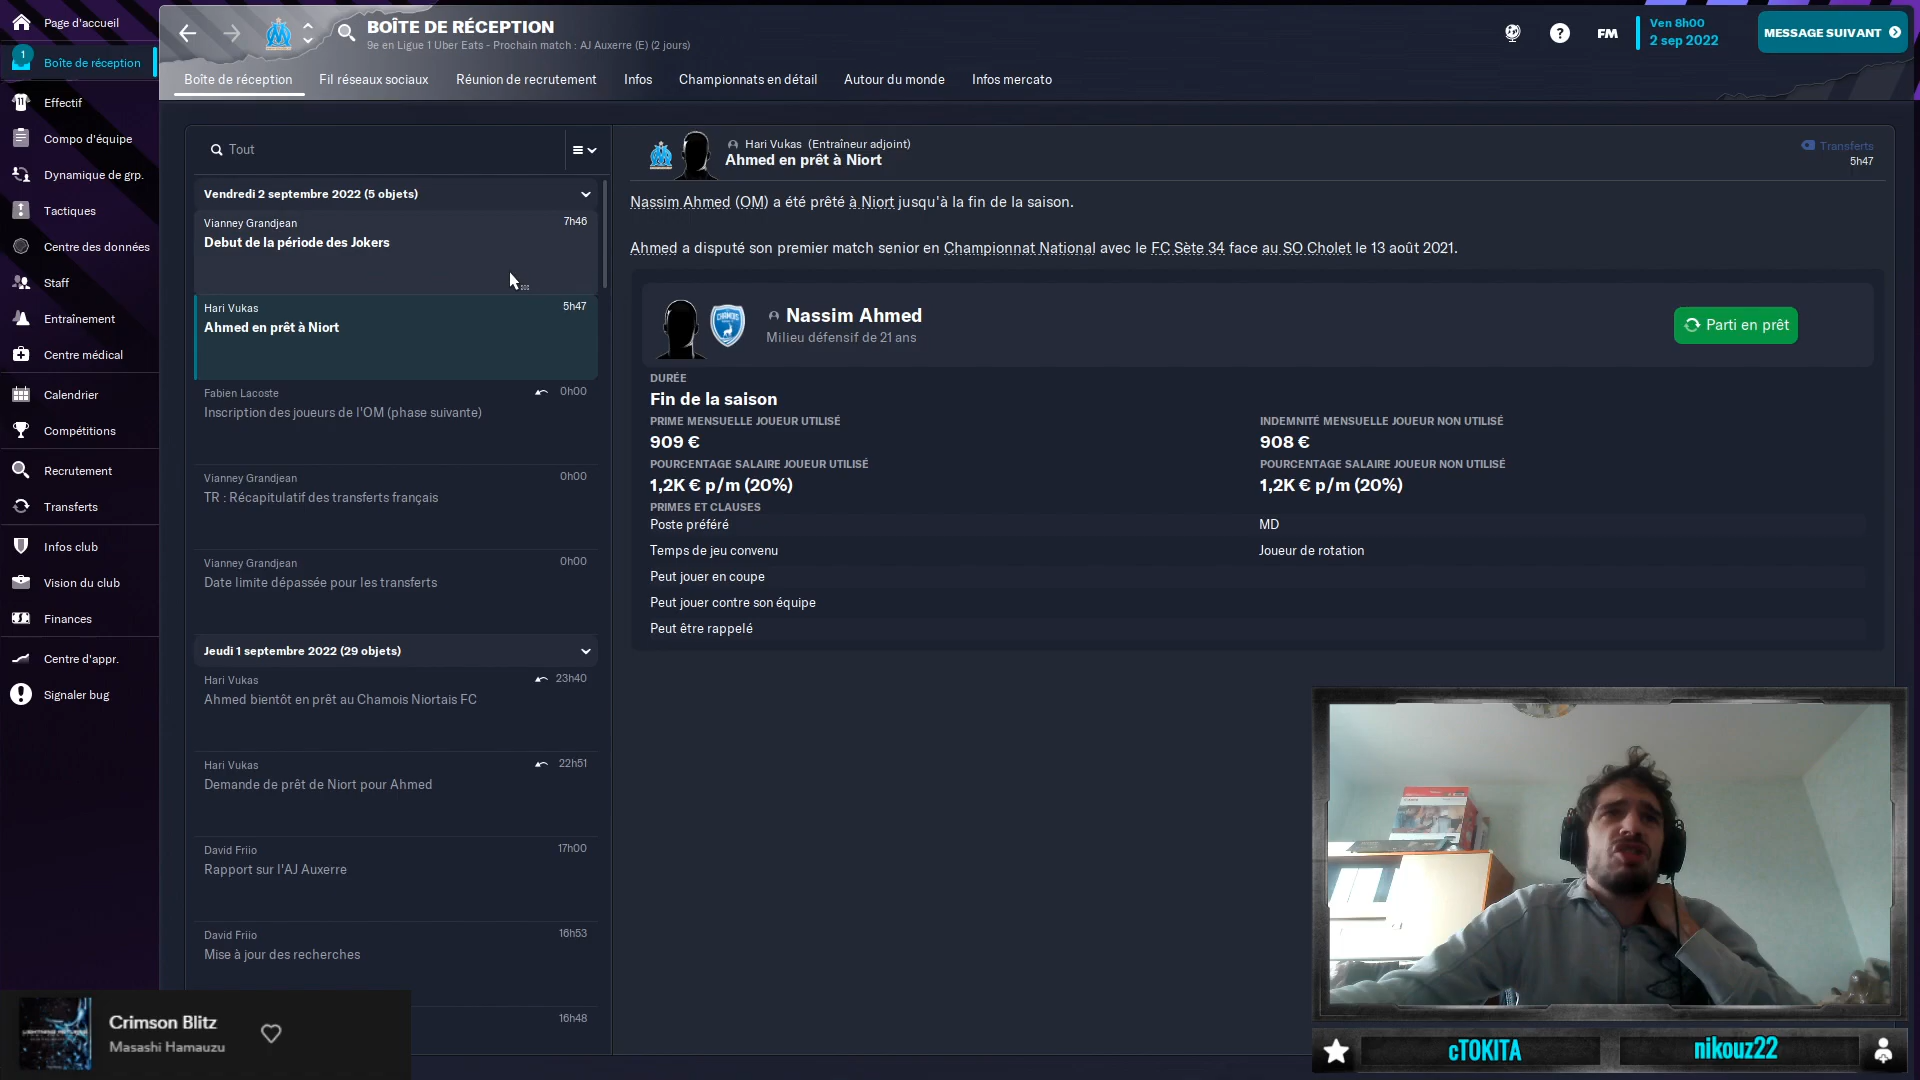 Page d'accueil
1
Boîte de réception
Effectif
Compo d'équipe
Dynamique de grp.
Tactiques
Centre des données
Staff
Entraînement
Centre médical
Calendrier
Compétitions
Recrutement
Transferts
Infos club
Vision du club
Finances
Centre d'appr.
Signaler bug
BOÎTE DE RÉCEPTION
9e en Ligue 1 Uber Eats - Prochain match : AJ Auxerre (E) (2 jours)
FM
Ven 8h00
2 sep 2022
MESSAGE SUIVANT
Boîte de réception
Fil réseaux sociaux
Réunion de recrutement
Infos
Championnats en détail
Autour du monde
Infos mercato
Tout
Vendredi 2 septembre 2022 (5 objets)
Vianney Grandjean 7h46
Debut de la période des Jokers
Hari Vukas 5h47
Ahmed en prêt à Niort
Fabien Lacoste 0h00
Inscription des joueurs de l'OM (phase suivante)
Vianney Grandjean 0h00
TR : Récapitulatif des transferts français
Vianney Grandjean 0h00
Date limite dépassée pour les transferts
Jeudi 1 septembre 2022 (29 objets)
Hari Vukas 23h40
Ahmed bientôt en prêt au Chamois Niortais FC
Hari Vukas 22h51
Demande de prêt de Niort pour Ahmed
David Friio 17h00
Rapport sur l'AJ Auxerre
David Friio 16h53
Mise à jour des recherches
16h48
Hari Vukas (Entraîneur adjoint)
Ahmed en prêt à Niort
Transferts
5h47
Nassim Ahmed (OM) a été prêté à Niort jusqu'à la fin de la saison.
Ahmed a disputé son premier match senior en Championnat National avec le FC Sète 34 face au SO Cholet le 13 août 2021.
Nassim Ahmed
Milieu défensif de 21 ans
Parti en prêt
DURÉE
Fin de la saison
PRIME MENSUELLE JOUEUR UTILISÉ
909 €
INDEMNITÉ MENSUELLE JOUEUR NON UTILISÉ
908 €
POURCENTAGE SALAIRE JOUEUR UTILISÉ
1,2K € p/m (20%)
POURCENTAGE SALAIRE JOUEUR NON UTILISÉ
1,2K € p/m (20%)
PRIMES ET CLAUSES
Poste préféré MD
Temps de jeu convenu Joueur de rotation
Peut jouer en coupe
Peut jouer contre son équipe
Peut être rappelé
Crimson Blitz
Masashi Hamauzu
cTOKITA
nikouz22